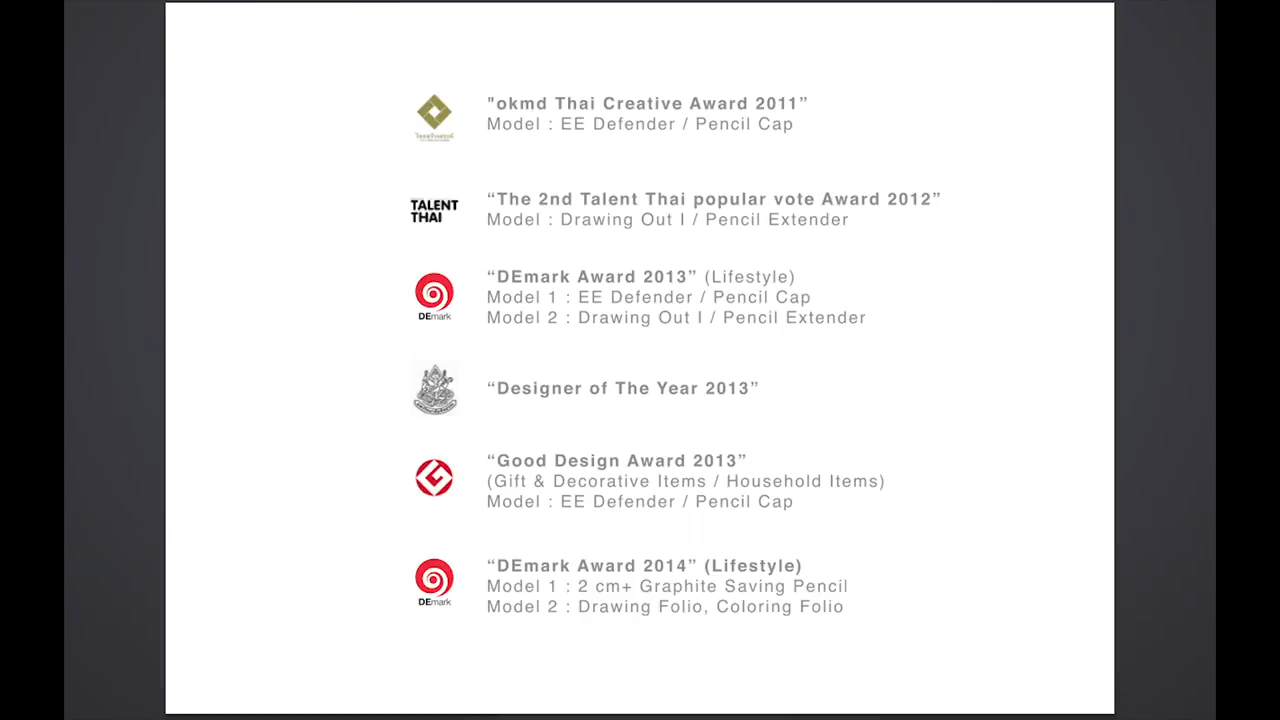 "okmd Thai Creative Award 2011”
Model : EE Defender / Pencil Cap
TALENT
THAI
“The 2nd Talent Thai popular vote Award 2012”
Model : Drawing Out I / Pencil Extender
DEmark
“DEmark Award 2013” (Lifestyle)
Model 1 : EE Defender / Pencil Cap
Model 2 : Drawing Out I / Pencil Extender
“Designer of The Year 2013”
“Good Design Award 2013”
(Gift & Decorative Items / Household Items)
Model : EE Defender / Pencil Cap
DEmark
“DEmark Award 2014” (Lifestyle)
Model 1 : 2 cm+ Graphite Saving Pencil
Model 2 : Drawing Folio, Coloring Folio